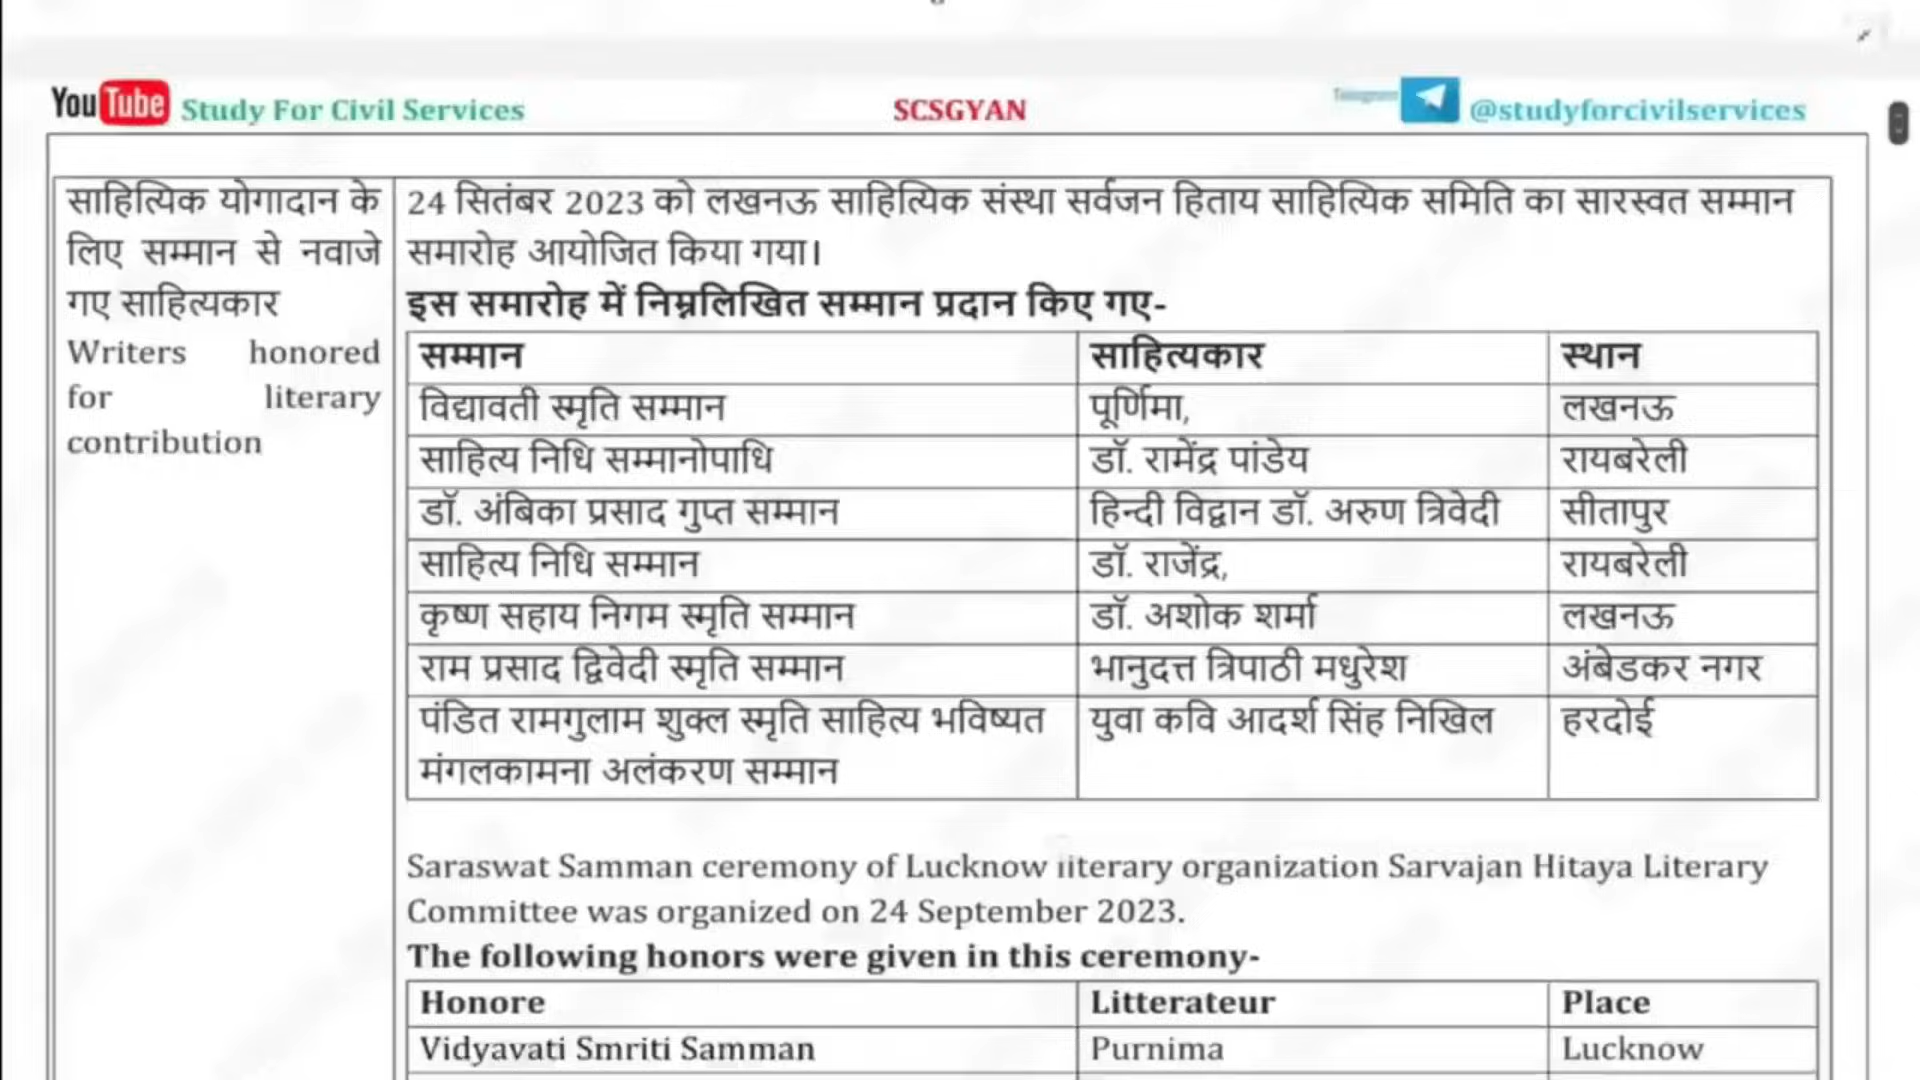 YouTube Study For Civil Services SCSGYAN Telegram @studyforcivilservices
साहित्यिक योगदान के
लिए सम्मान से नवाजे
गए साहित्यकार
Writers honored
for literary
contribution
24 सितंबर 2023 को लखनऊ साहित्यिक संस्था सर्वजन हिताय साहित्यिक समिति का सारस्वत सम्मान
समारोह आयोजित किया गया।
इस समारोह में निम्नलिखित सम्मान प्रदान किए गए-
सम्मान साहित्यकार स्थान
विद्यावती स्मृति सम्मान पूर्णिमा, लखनऊ
साहित्य निधि सम्मानोपाधि डॉ. रामेंद्र पांडेय रायबरेली
डॉ. अंबिका प्रसाद गुप्त सम्मान हिन्दी विद्वान डॉ. अरुण त्रिवेदी सीतापुर
साहित्य निधि सम्मान डॉ. राजेंद्र, रायबरेली
कृष्ण सहाय निगम स्मृति सम्मान डॉ. अशोक शर्मा लखनऊ
राम प्रसाद द्विवेदी स्मृति सम्मान भानुदत्त त्रिपाठी मधुरेश अंबेडकर नगर
पंडित रामगुलाम शुक्ल स्मृति साहित्य भविष्यत युवा कवि आदर्श सिंह निखिल हरदोई
मंगलकामना अलंकरण सम्मान
Saraswat Samman ceremony of Lucknow literary organization Sarvajan Hitaya Literary
Committee was organized on 24 September 2023.
The following honors were given in this ceremony-
Honore Litterateur Place
Vidyavati Smriti Samman Purnima Lucknow